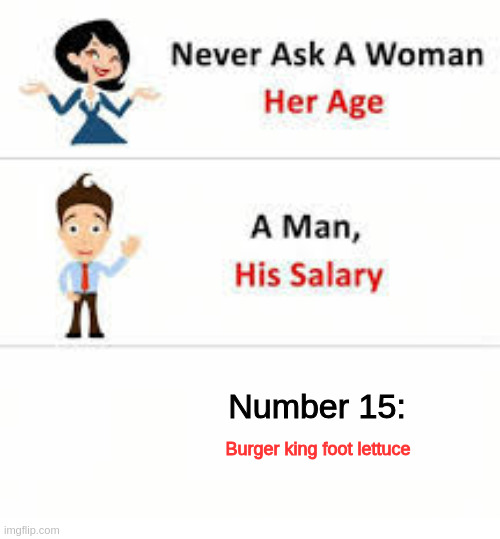 Never Ask A Woman
Her Age
A Man,
His Salary
Number 15:
Burger king foot lettuce
imgflip.com